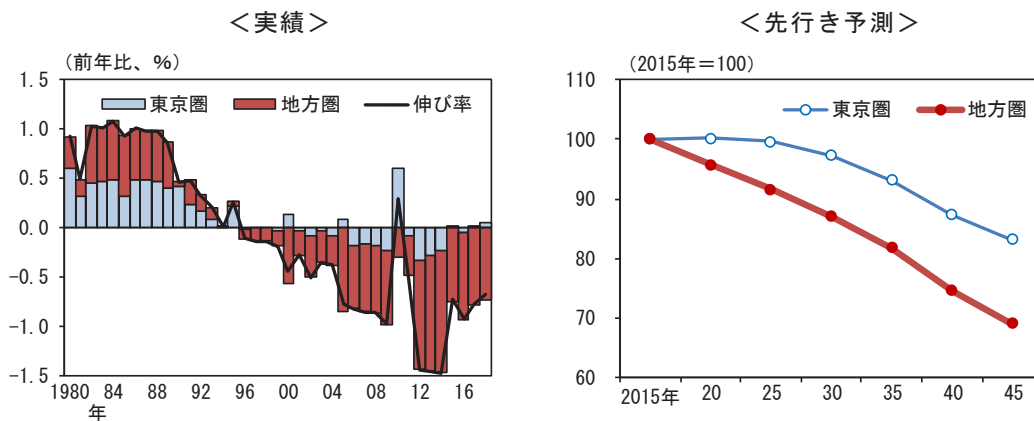 ＜実績＞
（前年比、％）
1.5
1.0
0.5
0.0
-0.5
-1.0
-1.5
東京圏
地方圏
伸び率
1980 84 88 92 96 00 04 08 12 16
年
＜先行き予測＞
（2015年＝100）
110
100
90
80
70
60
東京圏
地方圏
2015年 20 25 30 35 40 45